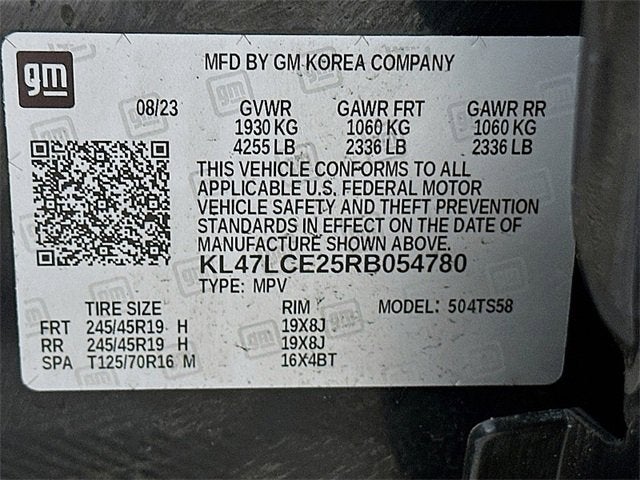 gm
MFD BY GM KOREA COMPANY
08/23 GVWR GAWR FRT GAWR RR
1930 KG 1060 KG 1060 KG
4255 LB 2336 LB 2336 LB
THIS VEHICLE CONFORMS TO ALL
APPLICABLE U.S. FEDERAL MOTOR
VEHICLE SAFETY AND THEFT PREVENTION
STANDARDS IN EFFECT ON THE DATE OF
MANUFACTURE SHOWN ABOVE.
KL47LCE25RB054780
TYPE: MPV
TIRE SIZE RIM MODEL: 504TS58
FRT 245/45R19 H 19X8J
RR 245/45R19 H 19X8J
SPA T125/70R16 M 16X4BT